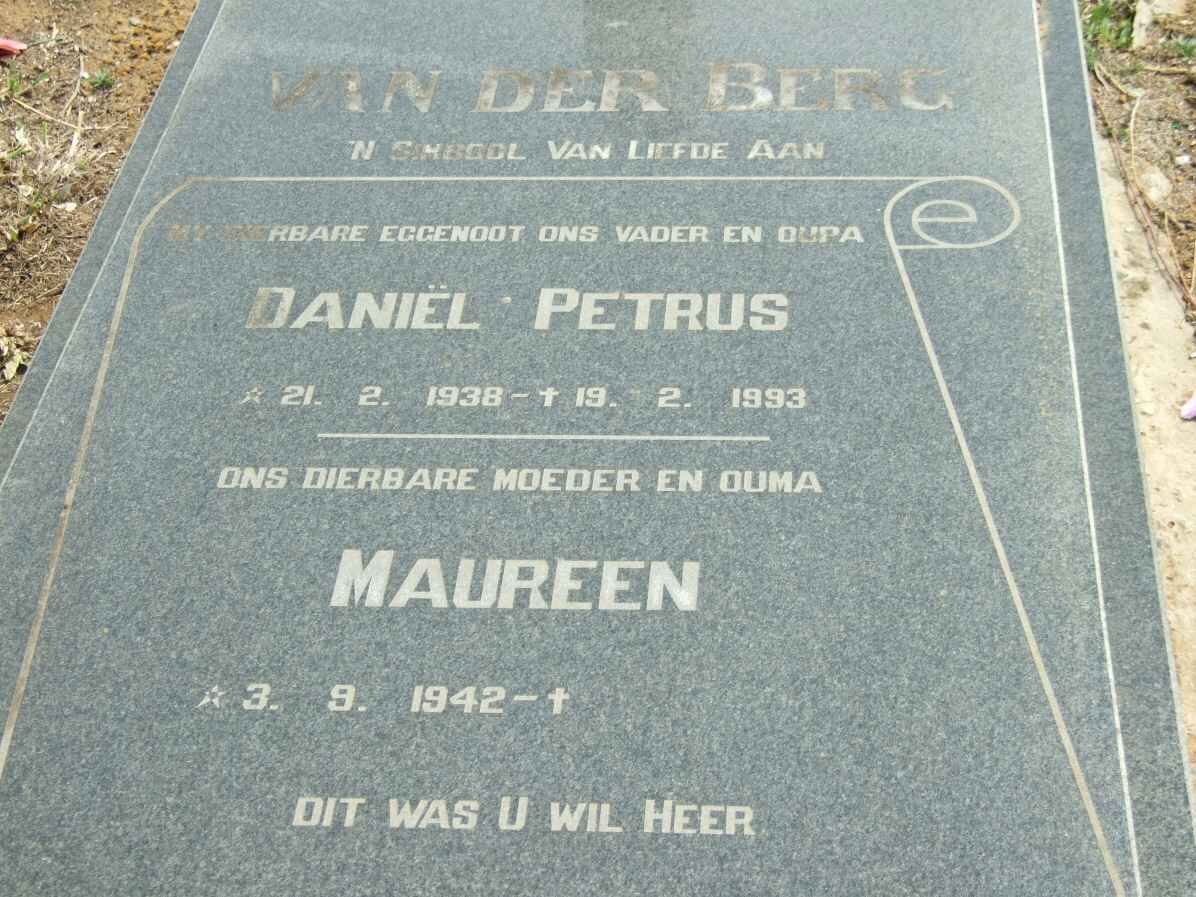 VAN DER BERG
'N SIMBOOL VAN LIEFDE AAN
MY DIERBARE EGGENOOT ONS VADER EN OUPA
DANIËL PETRUS
☆ 21. 2. 1938 - ✝ 19. 2. 1993
ONS DIERBARE MOEDER EN OUMA
MAUREEN
☆ 3. 9. 1942 - ✝
DIT WAS U WIL HEER